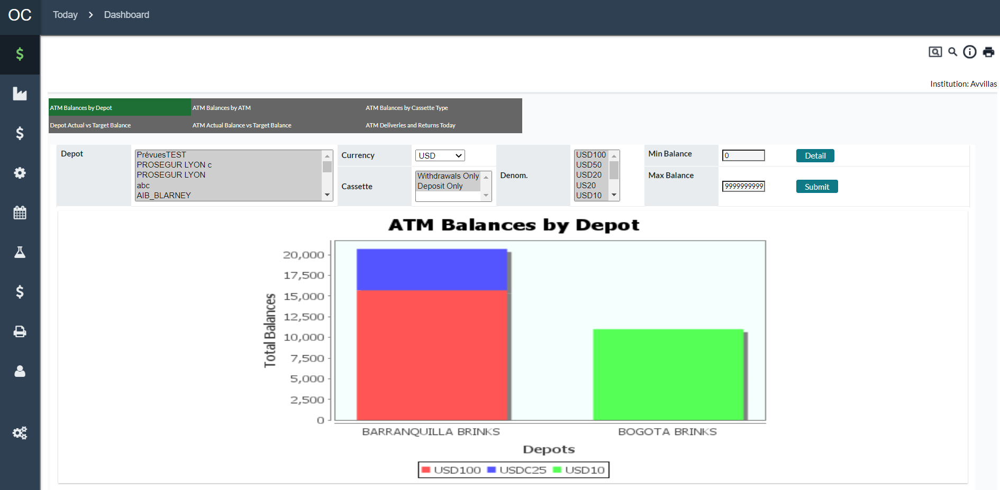 OC Today Dashboard
Institution: Avvillas
ATM Balances by Depot ATM Balances by ATM ATM Balances by Cassette Type
Depot Actual vs Target Balance ATM Actual Balance vs Target Balance ATM Deliveries and Returns Today
Depot
PrévuesTEST
PROSEGUR LYON c
PROSEGUR LYON
abc
AIB_BLARNEY
Currency USD
Cassette
Withdrawals Only
Deposit Only
Denom.
USD100
USD50
USD20
US20
USD10
Min Balance 0 Detail
Max Balance 9999999999 Submit
ATM Balances by Depot
Total Balances
20,000
17,500
15,000
12,500
10,000
7,500
5,000
2,500
0
BARRANQUILLA BRINKS BOGOTA BRINKS
Depots
USD100 USDC25 USD10